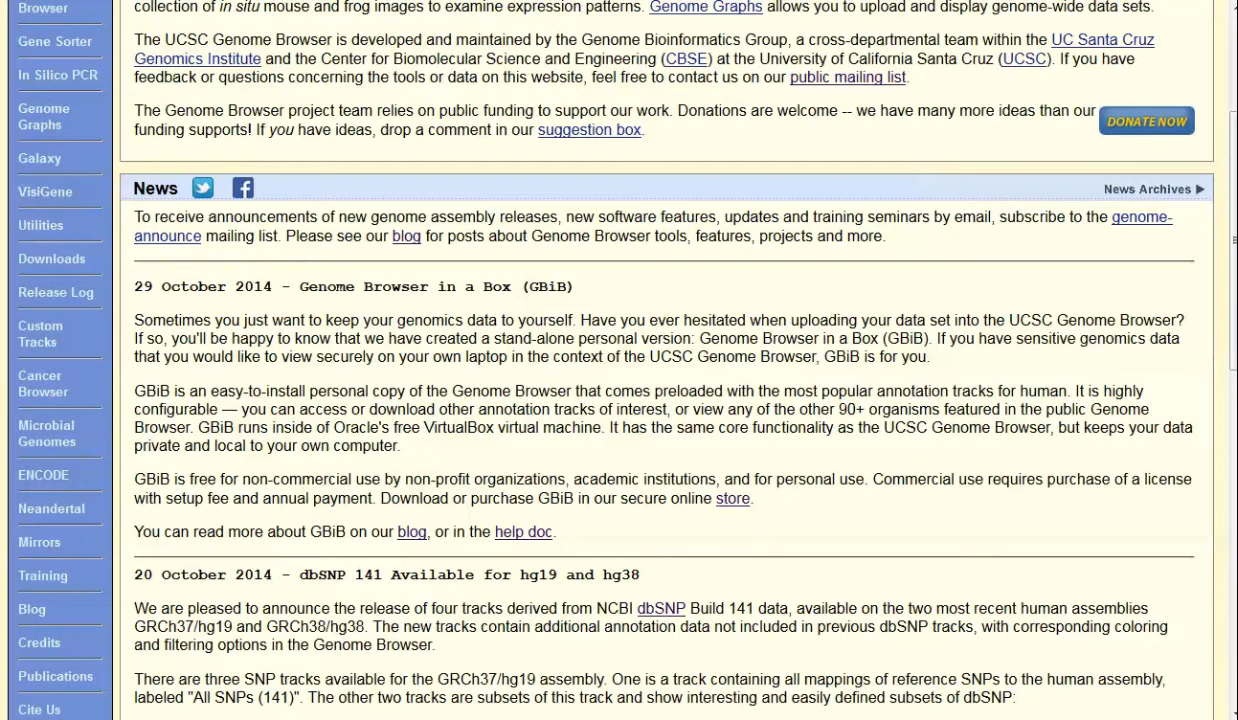 Browser
Gene Sorter
In Silico PCR
Genome
Graphs
Galaxy
VisiGene
Utilities
Downloads
Release Log
Custom
Tracks
Cancer
Browser
Microbial
Genomes
ENCODE
Neandertal
Mirrors
Training
Blog
Credits
Publications
Cite Us
collection of in situ mouse and frog images to examine expression patterns. Genome Graphs allows you to upload and display genome-wide data sets.
The UCSC Genome Browser is developed and maintained by the Genome Bioinformatics Group, a cross-departmental team within the UC Santa Cruz
Genomics Institute and the Center for Biomolecular Science and Engineering (CBSE) at the University of California Santa Cruz (UCSC). If you have
feedback or questions concerning the tools or data on this website, feel free to contact us on our public mailing list.
The Genome Browser project team relies on public funding to support our work. Donations are welcome -- we have many more ideas than our
funding supports! If you have ideas, drop a comment in our suggestion box.
DONATE NOW
News
News Archives ▶
To receive announcements of new genome assembly releases, new software features, updates and training seminars by email, subscribe to the genome-
announce mailing list. Please see our blog for posts about Genome Browser tools, features, projects and more.
29 October 2014 - Genome Browser in a Box (GBiB)
Sometimes you just want to keep your genomics data to yourself. Have you ever hesitated when uploading your data set into the UCSC Genome Browser?
If so, you'll be happy to know that we have created a stand-alone personal version: Genome Browser in a Box (GBiB). If you have sensitive genomics data
that you would like to view securely on your own laptop in the context of the UCSC Genome Browser, GBiB is for you.
GBiB is an easy-to-install personal copy of the Genome Browser that comes preloaded with the most popular annotation tracks for human. It is highly
configurable — you can access or download other annotation tracks of interest, or view any of the other 90+ organisms featured in the public Genome
Browser. GBiB runs inside of Oracle's free VirtualBox virtual machine. It has the same core functionality as the UCSC Genome Browser, but keeps your data
private and local to your own computer.
GBiB is free for non-commercial use by non-profit organizations, academic institutions, and for personal use. Commercial use requires purchase of a license
with setup fee and annual payment. Download or purchase GBiB in our secure online store.
You can read more about GBiB on our blog, or in the help doc.
20 October 2014 - dbSNP 141 Available for hg19 and hg38
We are pleased to announce the release of four tracks derived from NCBI dbSNP Build 141 data, available on the two most recent human assemblies
GRCh37/hg19 and GRCh38/hg38. The new tracks contain additional annotation data not included in previous dbSNP tracks, with corresponding coloring
and filtering options in the Genome Browser.
There are three SNP tracks available for the GRCh37/hg19 assembly. One is a track containing all mappings of reference SNPs to the human assembly,
labeled "All SNPs (141)". The other two tracks are subsets of this track and show interesting and easily defined subsets of dbSNP: